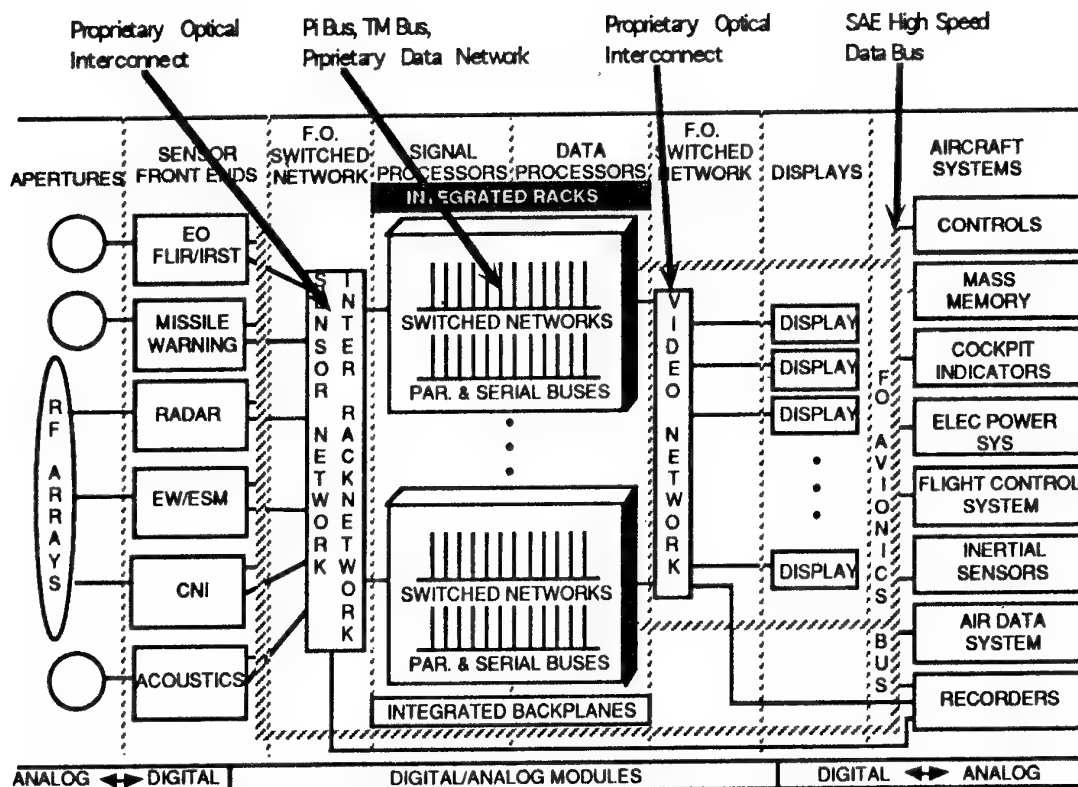 Proprietary Optical
Interconnect
Pi Bus, TM Bus,
Prprietary Data Network
Proprietary Optical
Interconnect
SAE High Speed
Data Bus
APERTURES
SENSOR
FRONT ENDS
F.O.
SWITCHED
NETWORK
SIGNAL
PROCESSORS
DATA
PROCESSORS
F.O.
SWITCHED
NETWORK
DISPLAYS
AIRCRAFT
SYSTEMS
INTEGRATED RACKS
EO
FLIR/IRST
MISSILE
WARNING
RF ARRAYS
RADAR
EW/ESM
CNI
ACOUSTICS
SENSOR NETWORK
INTER RACKNETWORK
SWITCHED NETWORKS
PAR. & SERIAL BUSES
SWITCHED NETWORKS
PAR. & SERIAL BUSES
INTEGRATED BACKPLANES
VIDEO NETWORK
DISPLAY
DISPLAY
DISPLAY
DISPLAY
FO AVIONICS BUS
CONTROLS
MASS
MEMORY
COCKPIT
INDICATORS
ELEC POWER
SYS
FLIGHT CONTROL
SYSTEM
INERTIAL
SENSORS
AIR DATA
SYSTEM
RECORDERS
ANALOG DIGITAL
DIGITAL/ANALOG MODULES
DIGITAL ANALOG